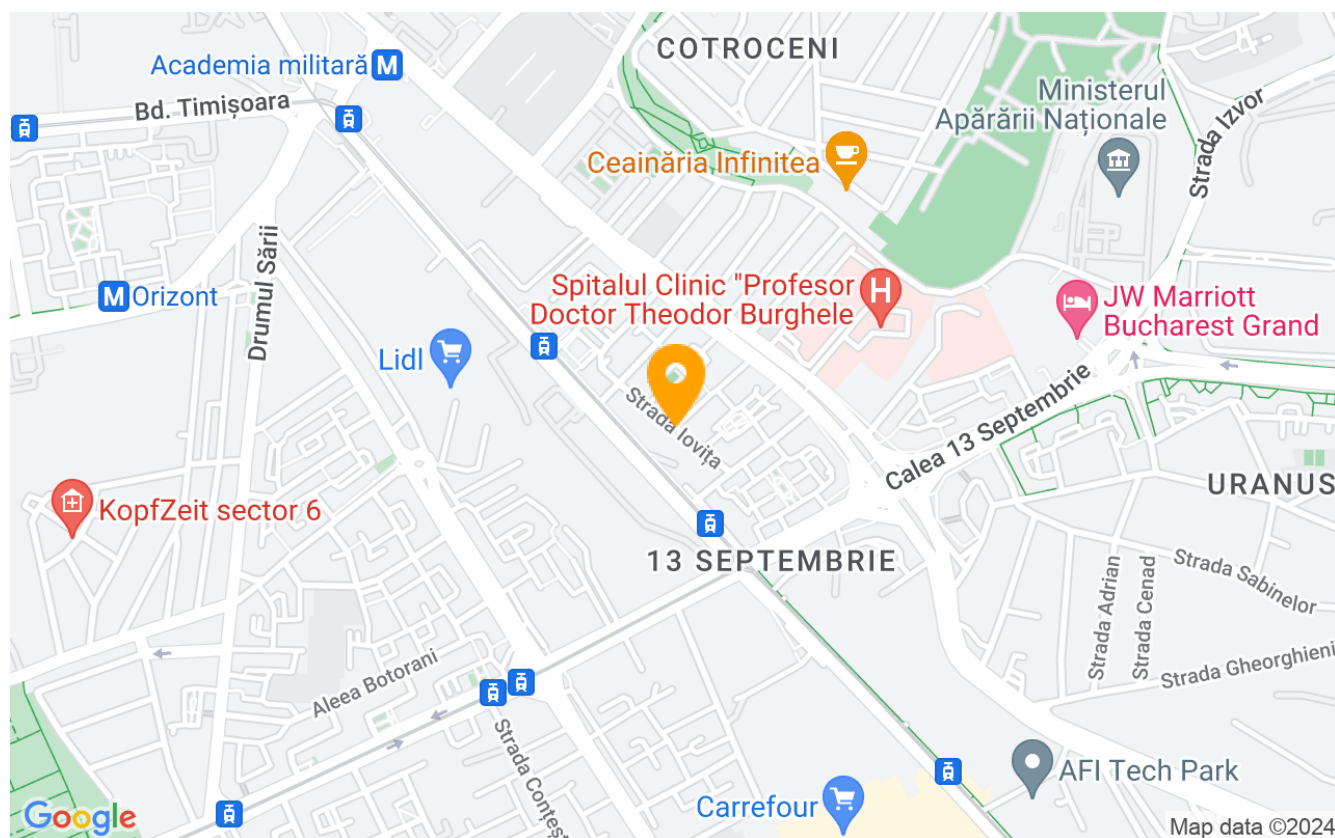 COTROCENI
Academia militară
M
Bd. Timișoara
Ministerul
Apărării Naționale
Strada Izvor
Ceainăria Infinitea
Drumul Sării
M
Orizont
Spitalul Clinic "Profesor
Doctor Theodor Burghele
H
JW Marriott
Bucharest Grand
Lidl
Strada Iovița
Calea 13 Septembrie
URANUS
KopfZeit sector 6
13 SEPTEMBRIE
Strada Sabinelor
Strada Adrian
Strada Cenad
Strada Gheorghieni
Aleea Botorani
Strada Conțeș
AFI Tech Park
Carrefour
Google
Map data ©2024